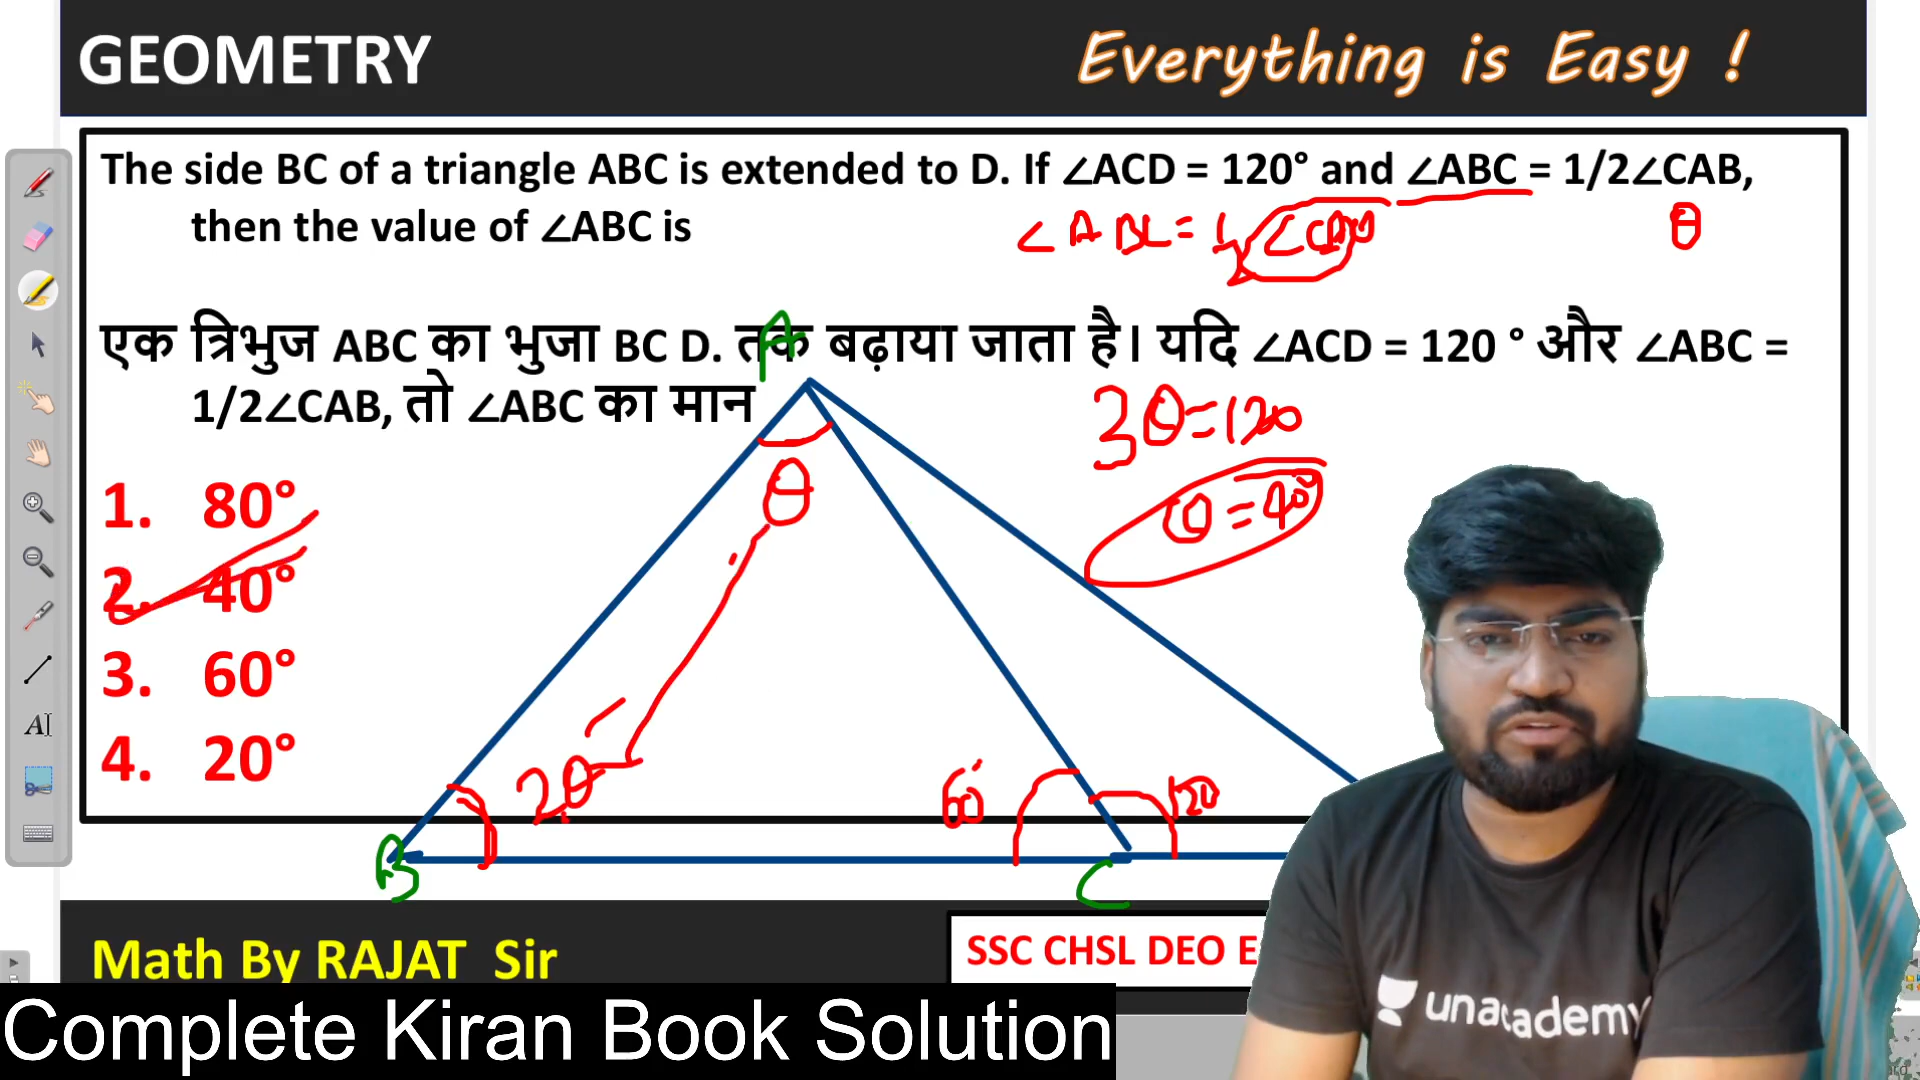 GEOMETRY
Everything is Easy !
The side BC of a triangle ABC is extended to D. If ∠ACD = 120° and ∠ABC = 1/2∠CAB,
then the value of ∠ABC is
θ
एक त्रिभुज ABC का भुजा BC D. तक बढ़ाया जाता है। यदि ∠ACD = 120 ° और ∠ABC =
1/2∠CAB, तो ∠ABC का मान
A
3θ=120
θ=40°
θ
1. 80°
2. 40°
3. 60°
4. 20°
2θ
60°
120
B
C
Math By RAJAT Sir
SSC CHSL DEO E
Complete Kiran Book Solution
unacademy